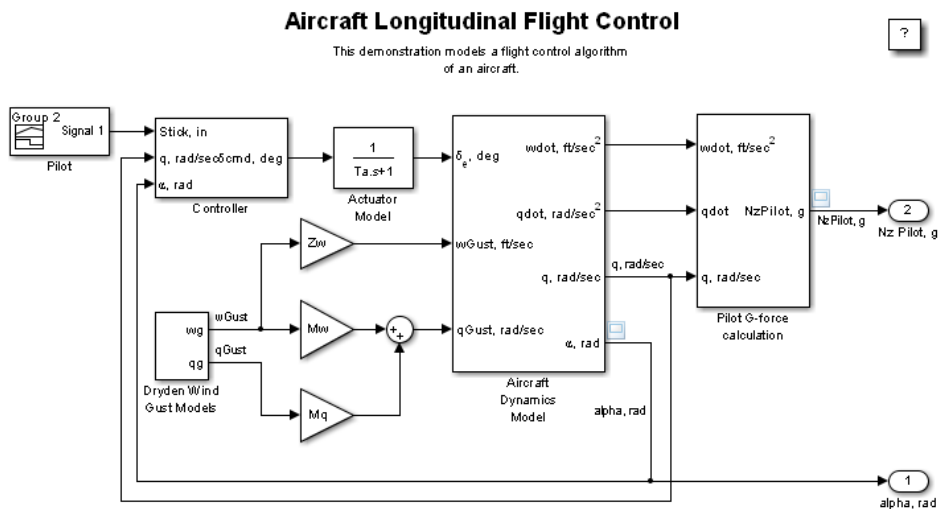 Aircraft Longitudinal Flight Control
?
This demonstration models a flight control algorithm
of an aircraft.
Group 2
Signal 1
Pilot
Stick, in
q, rad/sec
δcmd, deg
α, rad
Controller
1
Ta.s+1
Actuator
Model
Zw
Mw
Mq
wg
qg
wGust
qGust
Dryden Wind
Gust Models
+
+
δe, deg
wGust, ft/sec
qGust, rad/sec
wdot, ft/sec²
qdot, rad/sec²
q, rad/sec
α, rad
Aircraft
Dynamics
Model
q, rad/sec
alpha, rad
wdot, ft/sec²
qdot
q, rad/sec
NzPilot, g
Pilot G-force
calculation
NzPilot, g
2
Nz Pilot, g
1
alpha, rad